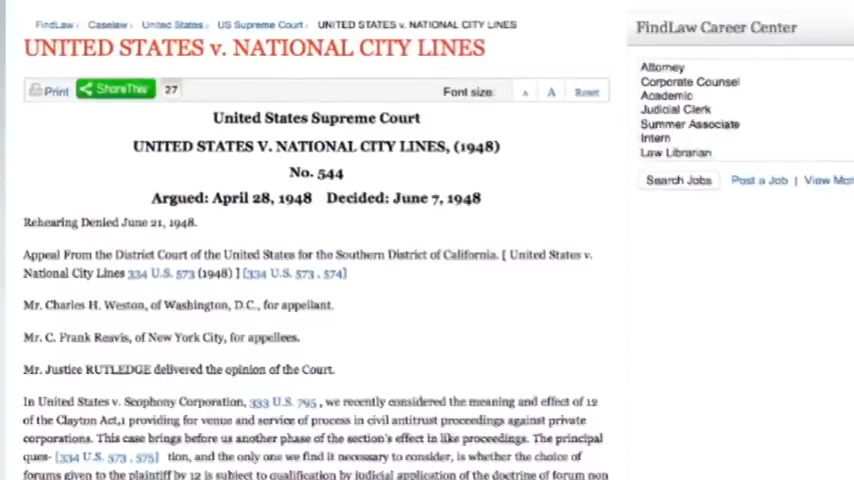 FindLaw › Caselaw › United States › US Supreme Court › UNITED STATES v. NATIONAL CITY LINES
UNITED STATES v. NATIONAL CITY LINES
Print ShareThis 27 Font size: A A Reset
United States Supreme Court
UNITED STATES V. NATIONAL CITY LINES, (1948)
No. 544
Argued: April 28, 1948 Decided: June 7, 1948
Rehearing Denied June 21, 1948.
Appeal From the District Court of the United States for the Southern District of California. [ United States v.
National City Lines 334 U.S. 573 (1948) ] [334 U.S. 573 , 574]
Mr. Charles H. Weston, of Washington, D.C., for appellant.
Mr. C. Frank Reavis, of New York City, for appellees.
Mr. Justice RUTLEDGE delivered the opinion of the Court.
In United States v. Scophony Corporation, 333 U.S. 795 , we recently considered the meaning and effect of 12
of the Clayton Act,1 providing for venue and service of process in civil antitrust proceedings against private
corporations. This case brings before us another phase of the section's effect in like proceedings. The principal
ques- [334 U.S. 573 , 575] tion, and the only one we find it necessary to consider, is whether the choice of
forums given to the plaintiff by 12 is subject to qualification by judicial application of the doctrine of forum non
FindLaw Career Center
Attorney
Corporate Counsel
Academic
Judicial Clerk
Summer Associate
Intern
Law Librarian
Search Jobs Post a Job | View Mor